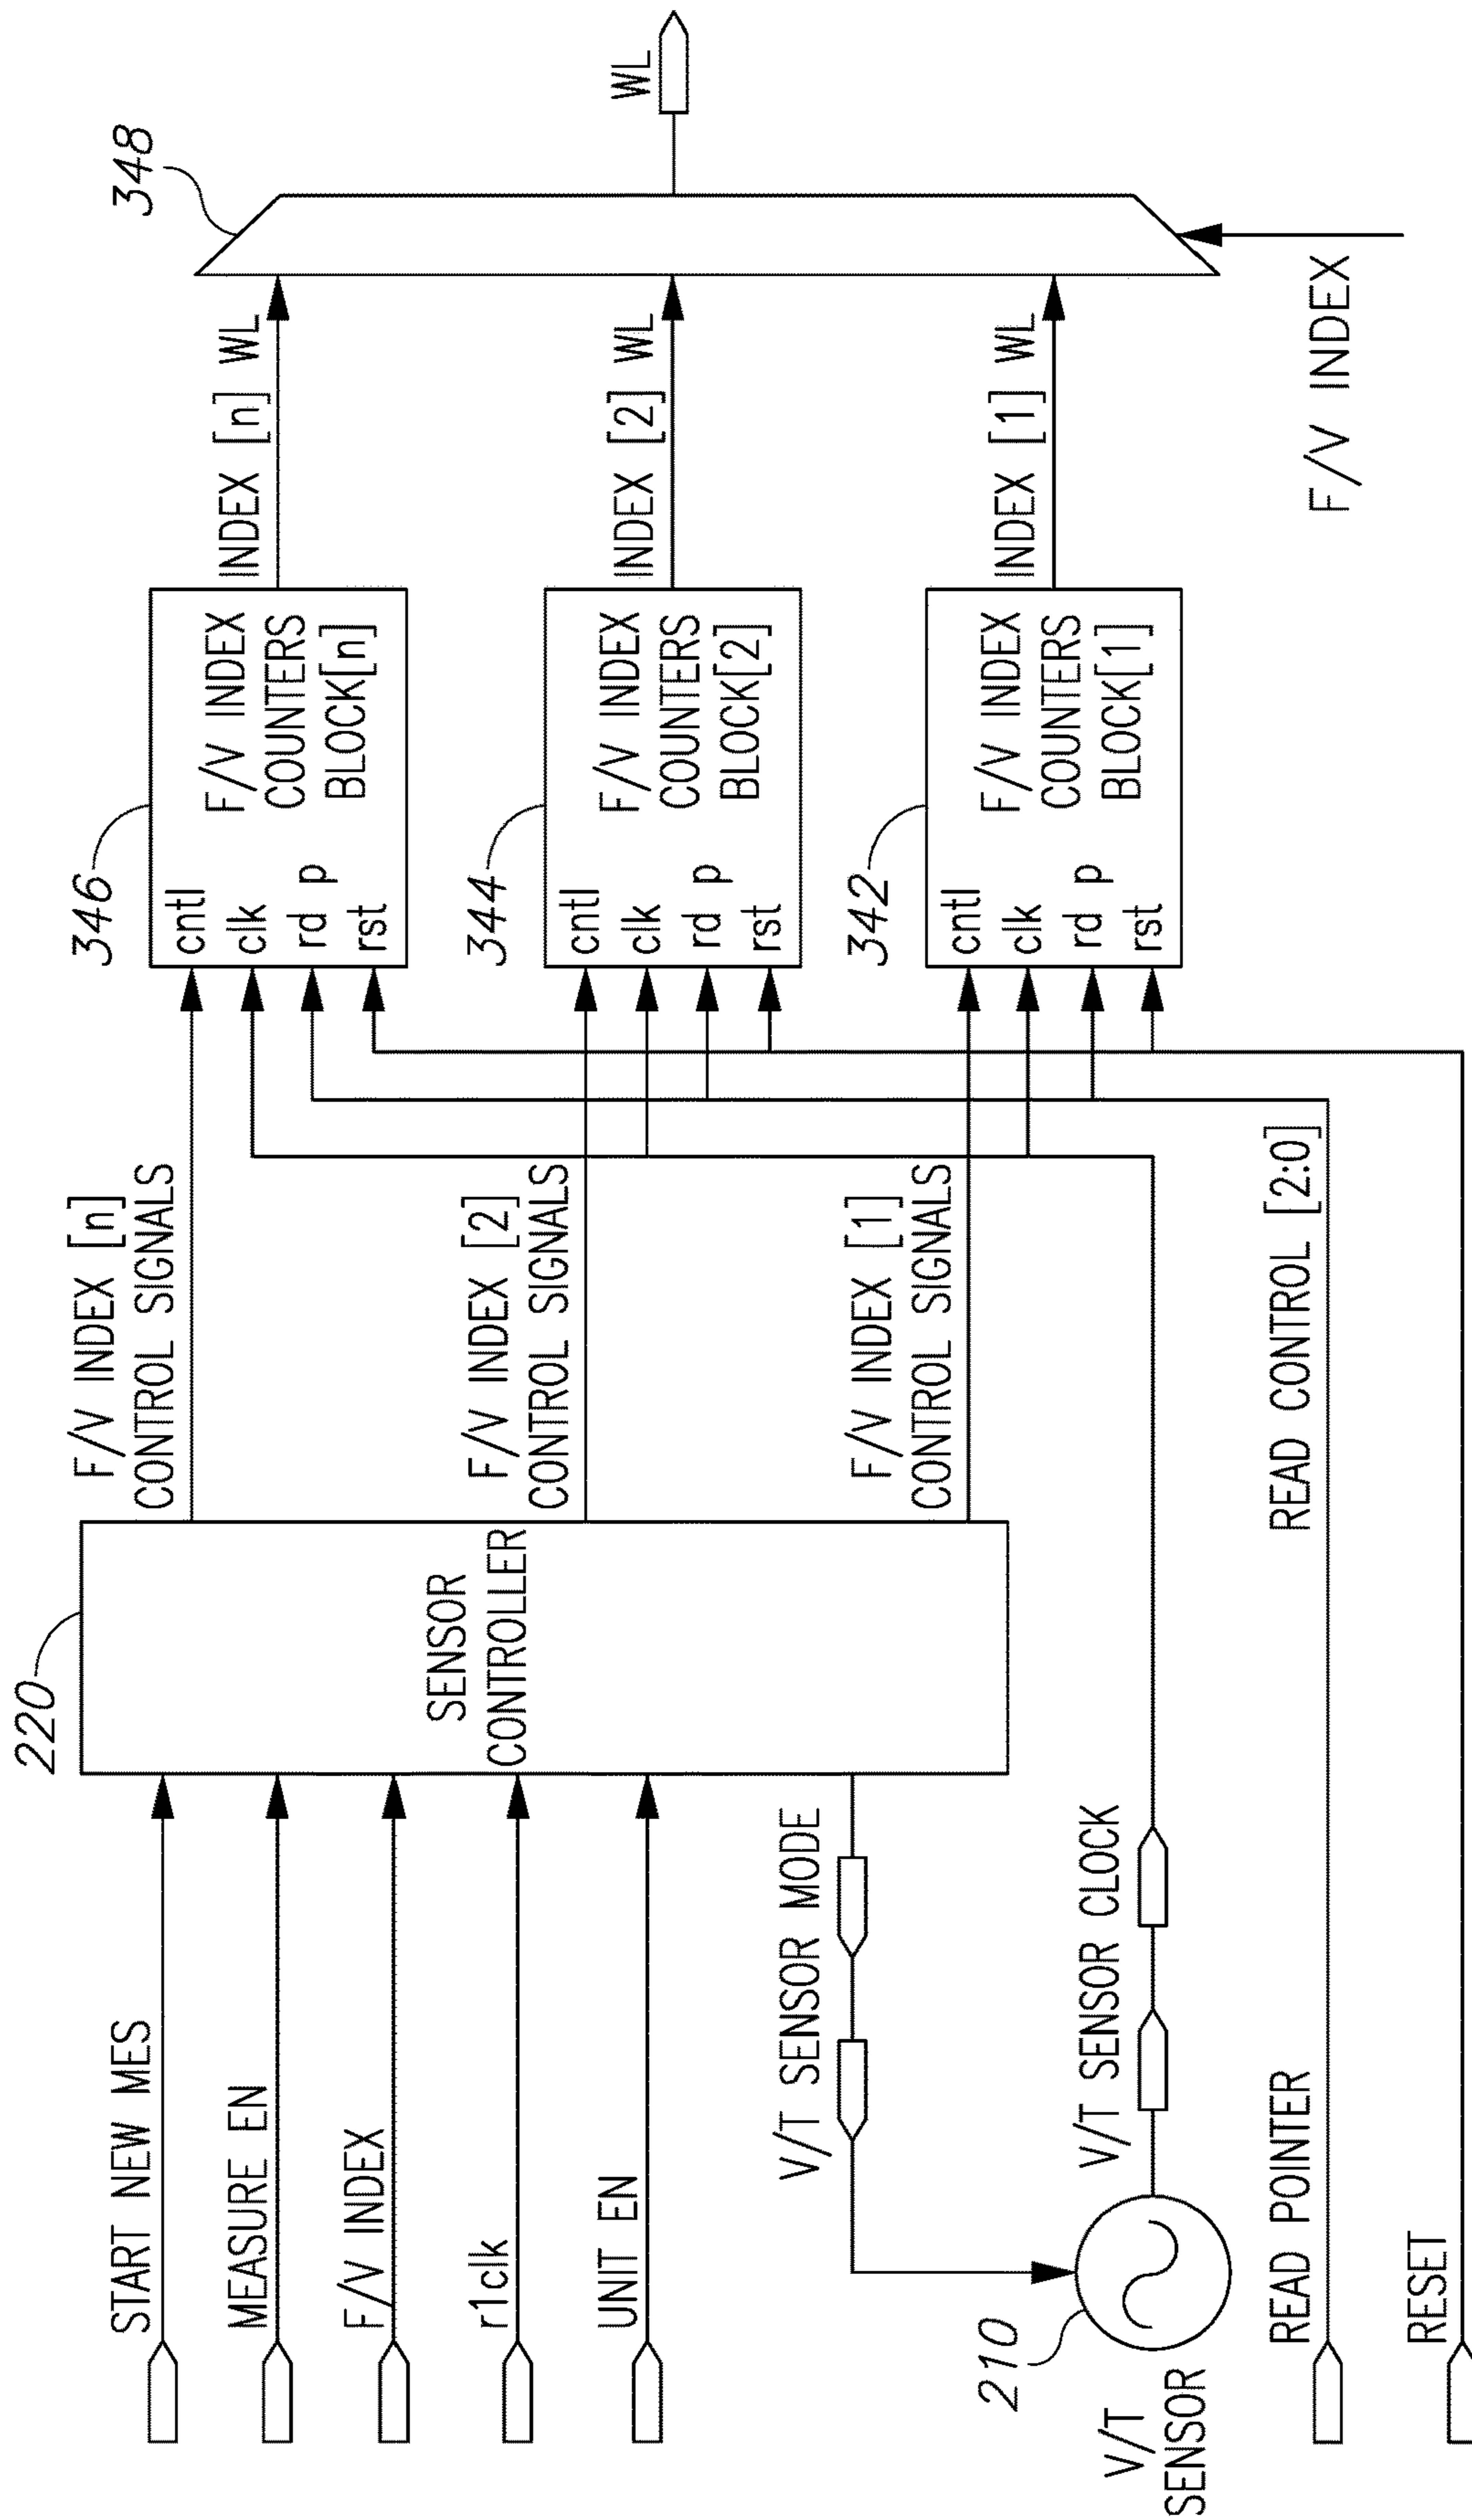 220
START NEW MES
MEASURE EN
F/V INDEX
r1clk
UNIT EN
SENSOR
CONTROLLER
V/T SENSOR MODE
V/T SENSOR CLOCK
210
V/T
SENSOR
READ POINTER
READ CONTROL [2:0]
RESET
F/V INDEX [n]
CONTROL SIGNALS
F/V INDEX [2]
CONTROL SIGNALS
F/V INDEX [1]
CONTROL SIGNALS
346
cntl
clk
rd p
rst
F/V INDEX
COUNTERS
BLOCK[n]
344
cntl
clk
rd p
rst
F/V INDEX
COUNTERS
BLOCK[2]
342
cntl
clk
rd p
rst
F/V INDEX
COUNTERS
BLOCK[1]
INDEX [n] WL
INDEX [2] WL
INDEX [1] WL
348
WL
F/V INDEX